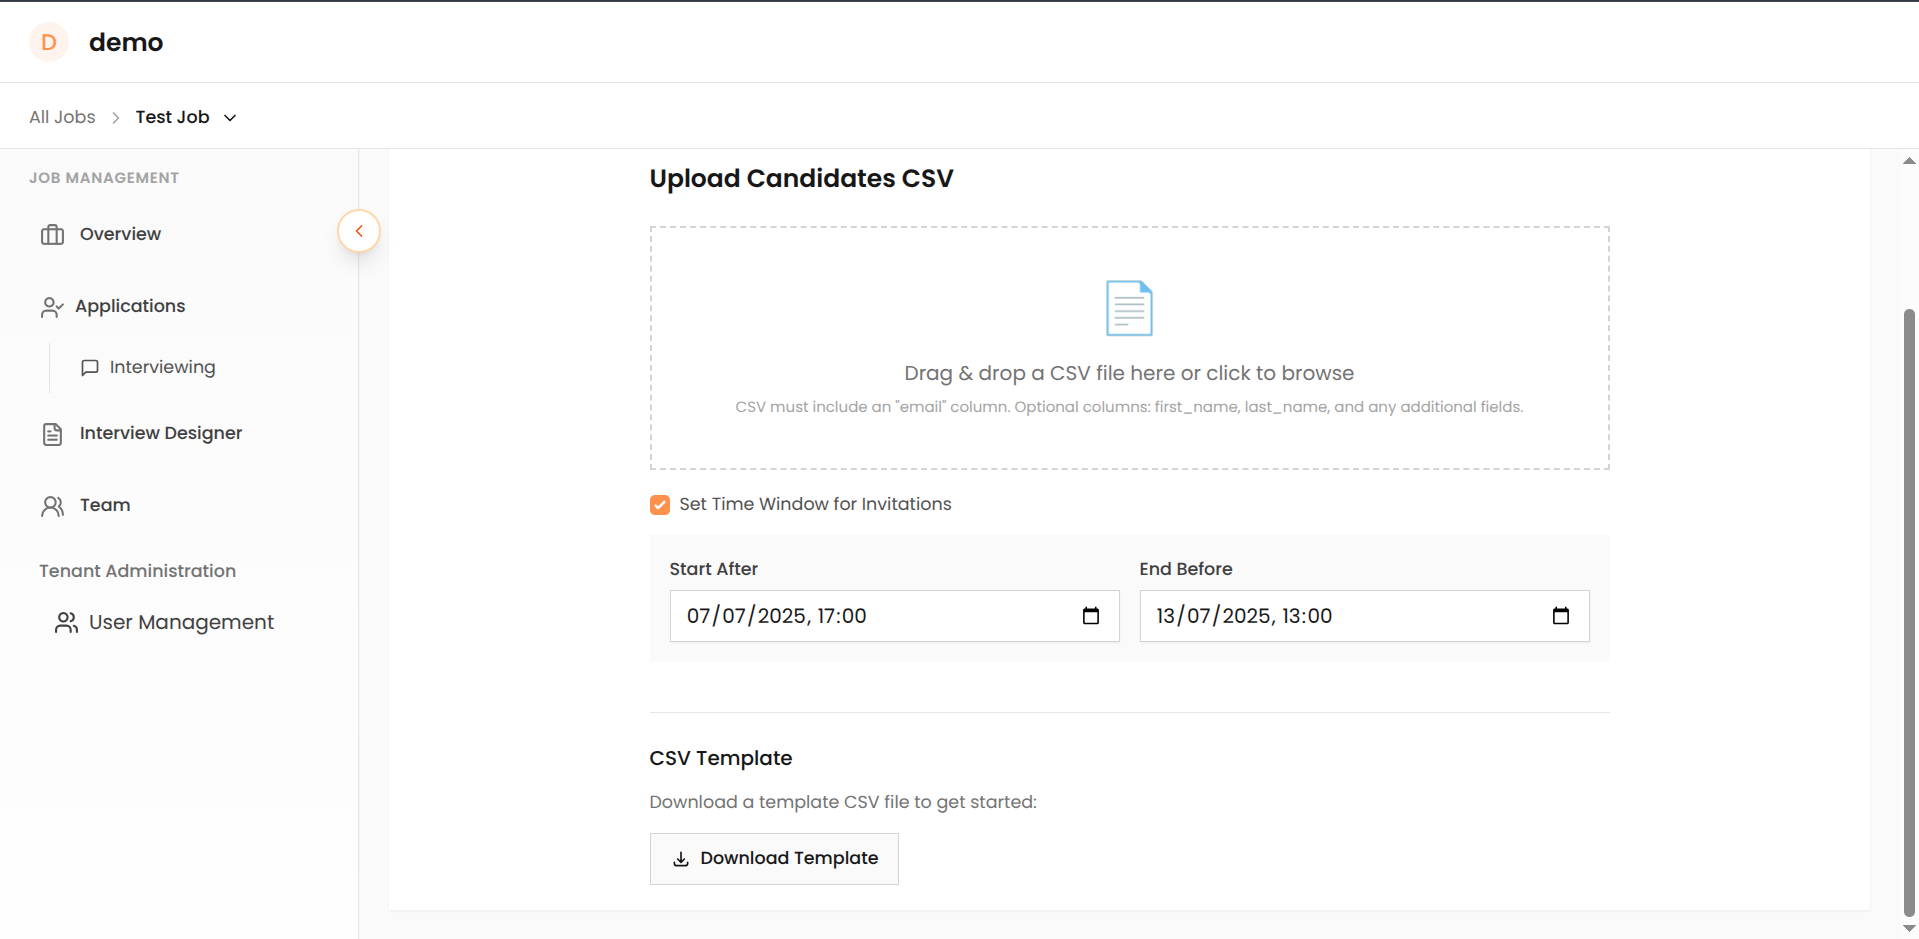 D
demo
All Jobs
Test Job
JOB MANAGEMENT
Overview
Applications
Interviewing
Interview Designer
Team
Tenant Administration
User Management
Upload Candidates CSV
Drag & drop a CSV file here or click to browse
CSV must include an "email" column. Optional columns: first_name, last_name, and any additional fields.
Set Time Window for Invitations
Start After
07/07/2025, 17:00
End Before
13/07/2025, 13:00
CSV Template
Download a template CSV file to get started:
Download Template